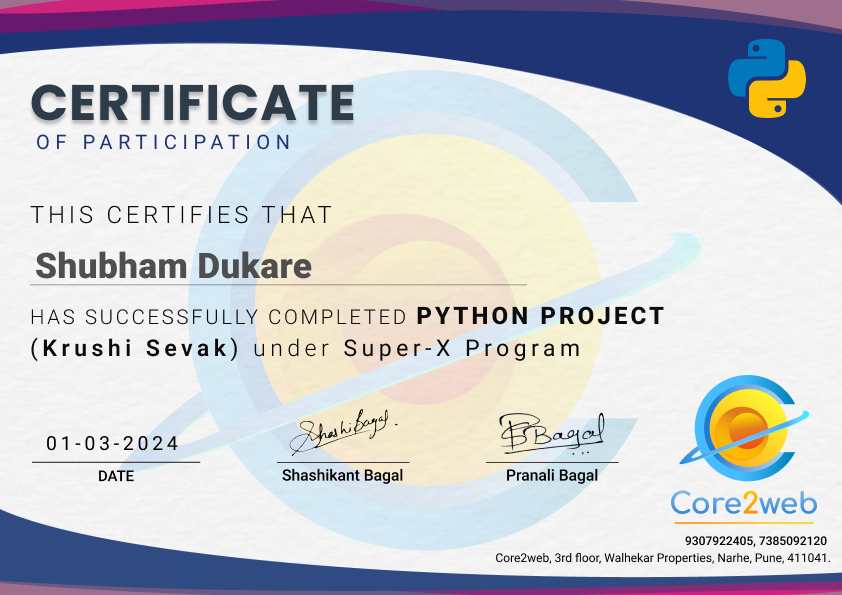 CERTIFICATE
OF PARTICIPATION
THIS CERTIFIES THAT
Shubham Dukare
HAS SUCCESSFULLY COMPLETED PYTHON PROJECT
(Krushi Sevak) under Super-X Program
01-03-2024
DATE
Shashi Bagal.
Shashikant Bagal
PBBagal
Pranali Bagal
Core2web
9307922405, 7385092120
Core2web, 3rd floor, Walhekar Properties, Narhe, Pune, 411041.